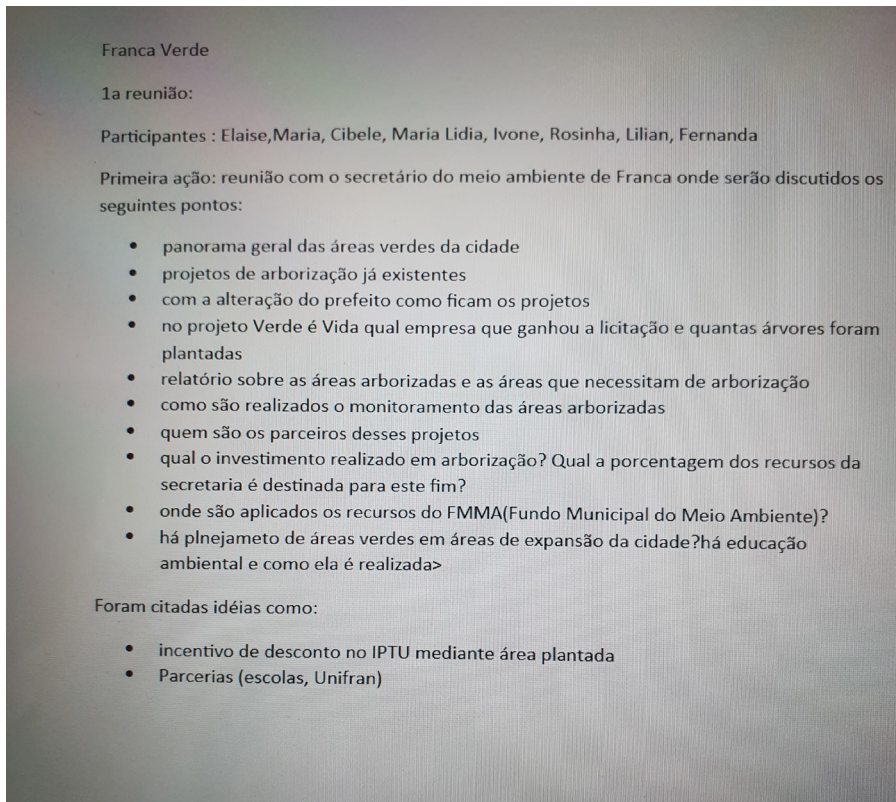 Franca Verde
1a reunião:
Participantes : Elaise,Maria, Cibele, Maria Lidia, Ivone, Rosinha, Lilian, Fernanda
Primeira ação: reunião com o secretário do meio ambiente de Franca onde serão discutidos os
seguintes pontos:
• panorama geral das áreas verdes da cidade
• projetos de arborização já existentes
• com a alteração do prefeito como ficam os projetos
• no projeto Verde é Vida qual empresa que ganhou a licitação e quantas árvores foram
plantadas
• relatório sobre as áreas arborizadas e as áreas que necessitam de arborização
• como são realizados o monitoramento das áreas arborizadas
• quem são os parceiros desses projetos
• qual o investimento realizado em arborização? Qual a porcentagem dos recursos da
secretaria é destinada para este fim?
• onde são aplicados os recursos do FMMA(Fundo Municipal do Meio Ambiente)?
• há plnejameto de áreas verdes em áreas de expansão da cidade?há educação
ambiental e como ela é realizada>
Foram citadas idéias como:
• incentivo de desconto no IPTU mediante área plantada
• Parcerias (escolas, Unifran)